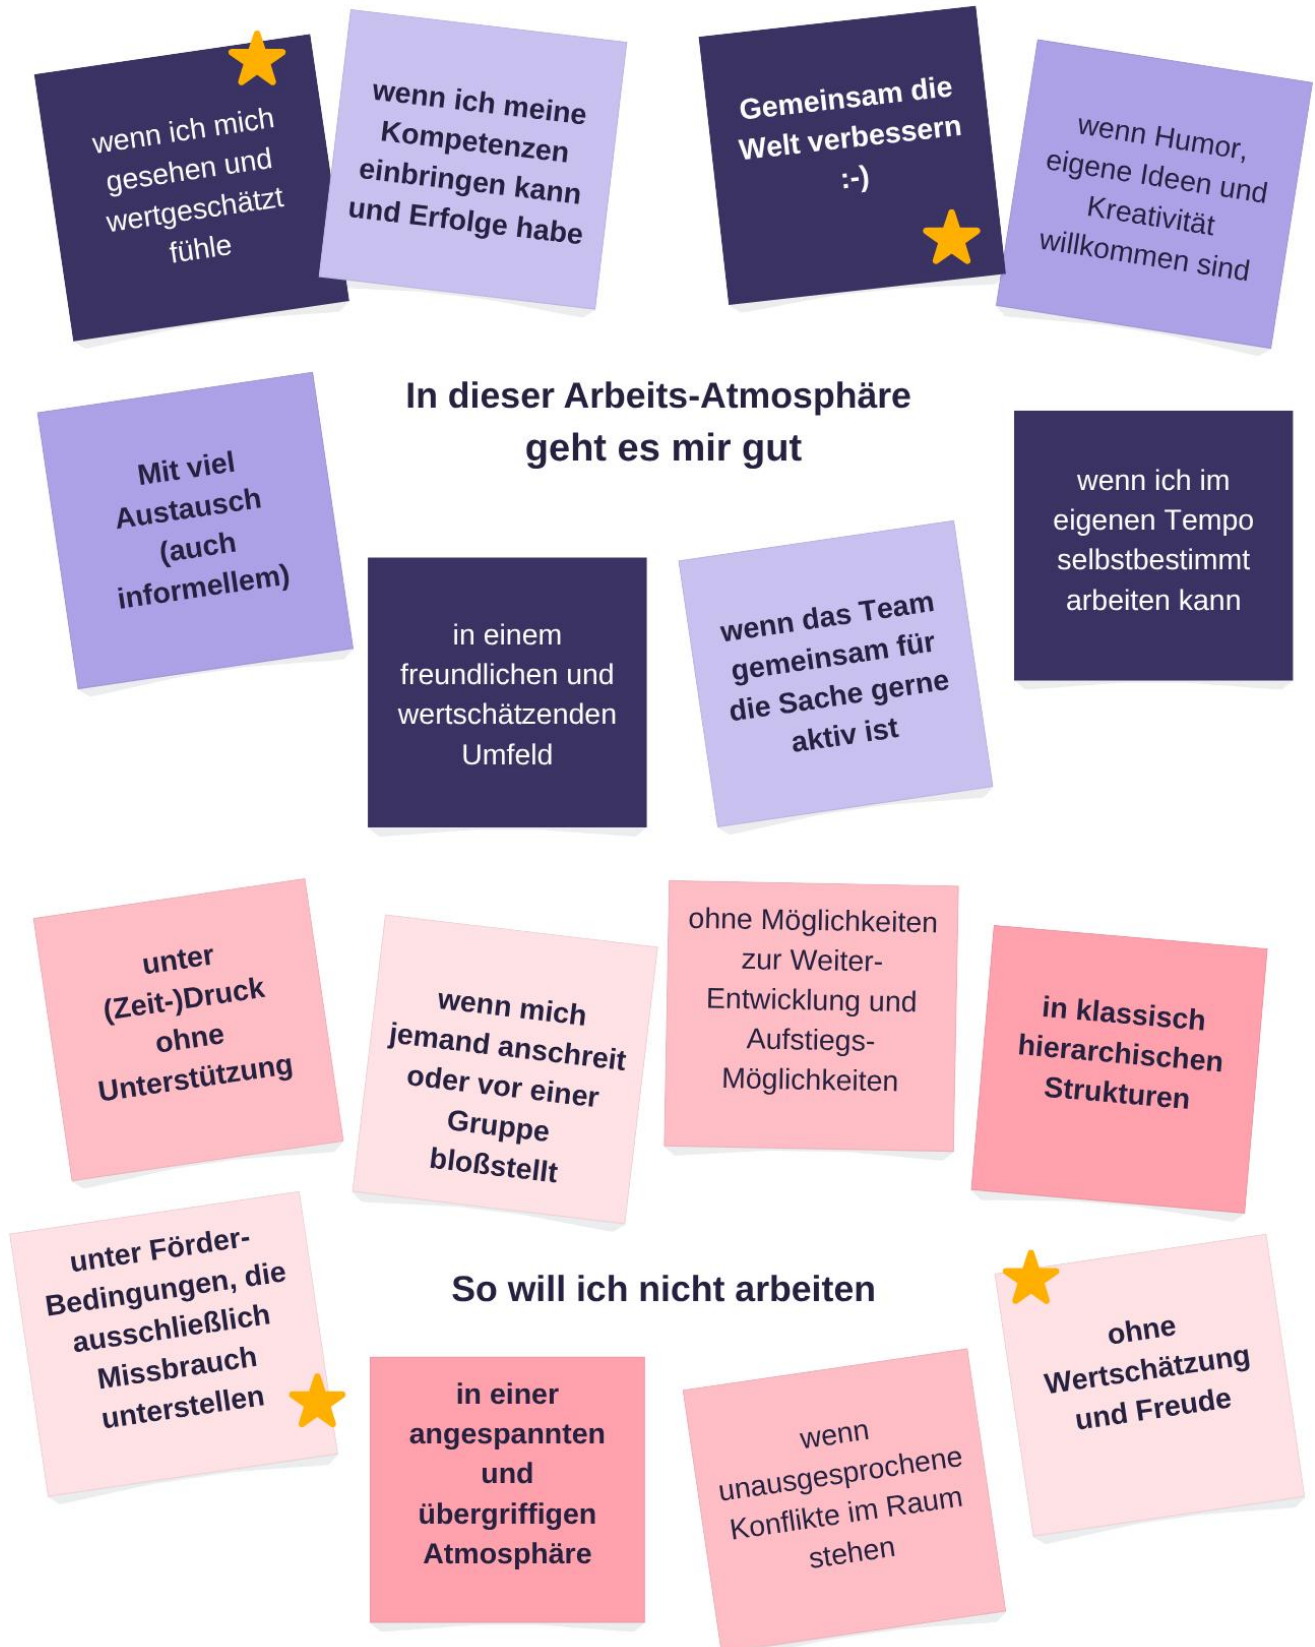 wenn ich mich
gesehen und
wertgeschätzt
fühle
wenn ich meine
Kompetenzen
einbringen kann
und Erfolge habe
Gemeinsam die
Welt verbessern
:-)
wenn Humor,
eigene Ideen und
Kreativität
willkommen sind
In dieser Arbeits-Atmosphäre
geht es mir gut
Mit viel
Austausch
(auch
informellem)
in einem
freundlichen und
wertschätzenden
Umfeld
wenn das Team
gemeinsam für
die Sache gerne
aktiv ist
wenn ich im
eigenen Tempo
selbstbestimmt
arbeiten kann
unter
(Zeit-)Druck
ohne
Unterstützung
wenn mich
jemand anschreit
oder vor einer
Gruppe
bloßstellt
ohne Möglichkeiten
zur Weiter-
Entwicklung und
Aufstiegs-
Möglichkeiten
in klassisch
hierarchischen
Strukturen
So will ich nicht arbeiten
unter Förder-
Bedingungen, die
ausschließlich
Missbrauch
unterstellen
in einer
angespannten
und
übergriffigen
Atmosphäre
wenn
unausgesprochene
Konflikte im Raum
stehen
ohne
Wertschätzung
und Freude